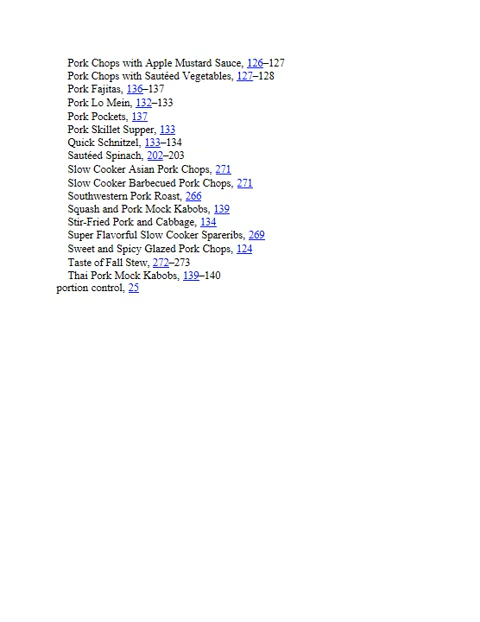 Pork Chops with Apple Mustard Sauce, 126–127
Pork Chops with Sautéed Vegetables, 127–128
Pork Fajitas, 136–137
Pork Lo Mein, 132–133
Pork Pockets, 137
Pork Skillet Supper, 133
Quick Schnitzel, 133–134
Sautéed Spinach, 202–203
Slow Cooker Asian Pork Chops, 271
Slow Cooker Barbecued Pork Chops, 271
Southwestern Pork Roast, 266
Squash and Pork Mock Kabobs, 139
Stir-Fried Pork and Cabbage, 134
Super Flavorful Slow Cooker Spareribs, 269
Sweet and Spicy Glazed Pork Chops, 124
Taste of Fall Stew, 272–273
Thai Pork Mock Kabobs, 139–140
portion control, 25